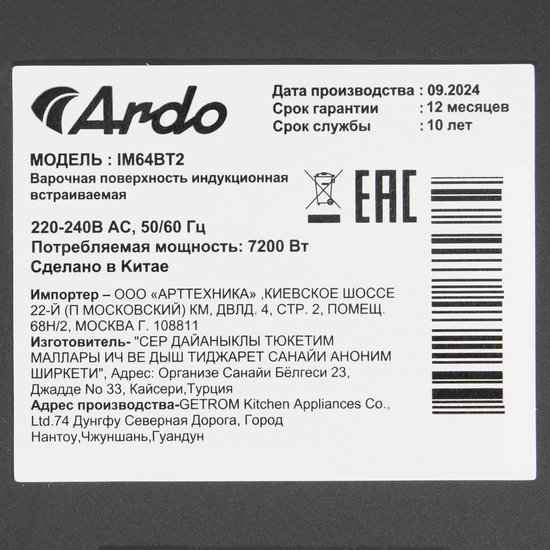 Ardo
Дата производства : 09.2024
Срок гарантии : 12 месяцев
Срок службы : 10 лет
МОДЕЛЬ : IM64BT2
Варочная поверхность индукционная
встраиваемая
EAC
220-240В AC, 50/60 Гц
Потребляемая мощность: 7200 Вт
Сделано в Китае
Импортер – ООО «АРТТЕХНИКА» ,КИЕВСКОЕ ШОССЕ
22-Й (П МОСКОВСКИЙ) КМ, ДВЛД. 4, СТР. 2, ПОМЕЩ.
68Н/2, МОСКВА Г. 108811
Изготовитель- "СЕР ДАЙАНЫКЛЫ ТЮКЕТИМ
МАЛЛАРЫ ИЧ ВЕ ДЫШ ТИДЖАРЕТ САНАЙИ АНОНИМ
ШИРКЕТИ", Адрес: Организе Санайи Бёлгеси 23,
Джадде No 33, Кайсери,Турция
Адрес производства-GETROM Kitchen Appliances Co.,
Ltd.74 Дунгфу Северная Дорога, Город
Нантоу,Чжуншань,Гуандун